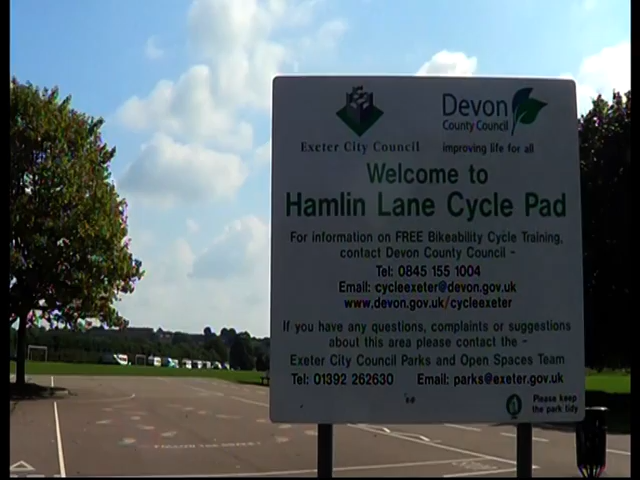 Exeter City Council
Devon
County Council
improving life for all
Welcome to
Hamlin Lane Cycle Pad
For information on FREE Bikeability Cycle Training,
contact Devon County Council -
Tel: 0845 155 1004
Email: cycleexeter@devon.gov.uk
www.devon.gov.uk/cycleexeter
If you have any questions, complaints or suggestions
about this area please contact the -
Exeter City Council Parks and Open Spaces Team
Tel: 01392 262630 Email: parks@exeter.gov.uk
Please keep
the park tidy